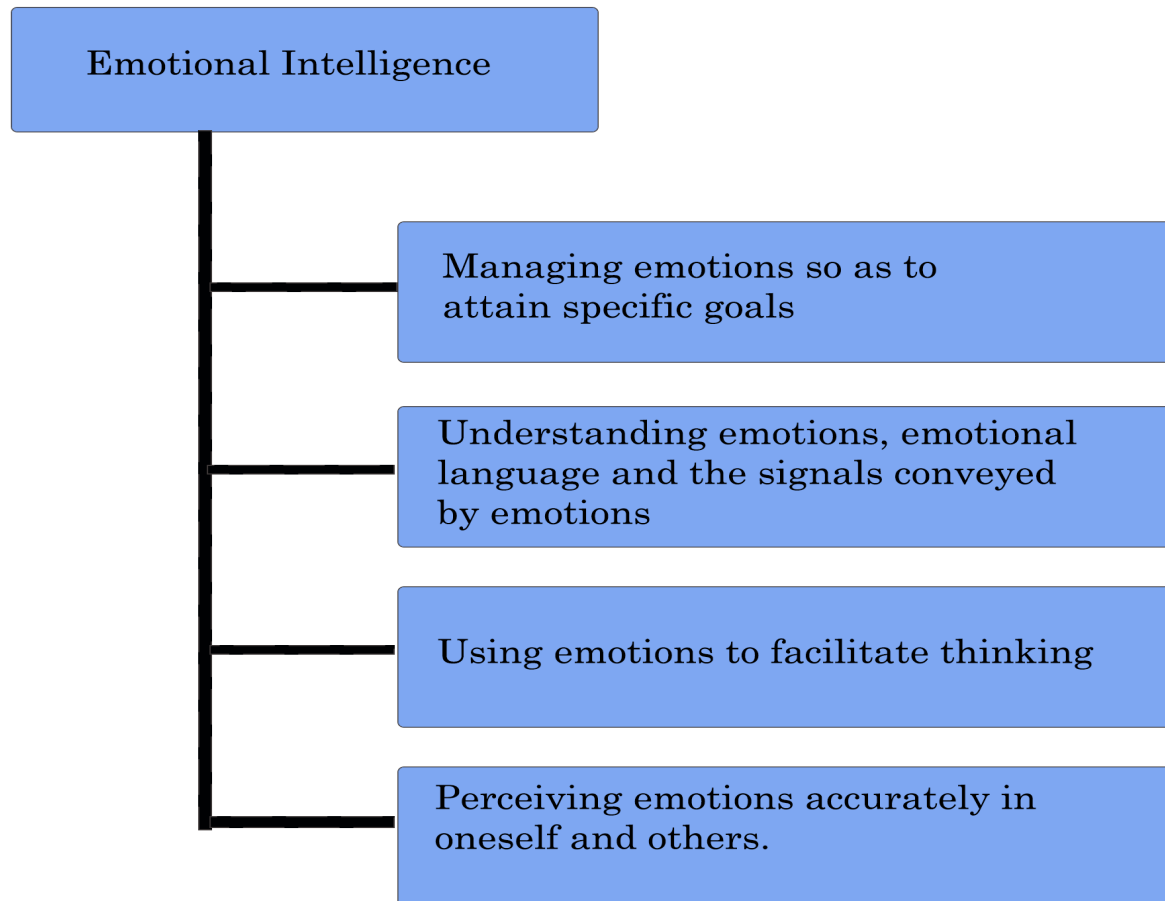 Emotional Intelligence
Managing emotions so as to
attain specific goals
Understanding emotions, emotional
language and the signals conveyed
by emotions
Using emotions to facilitate thinking
Perceiving emotions accurately in
oneself and others.